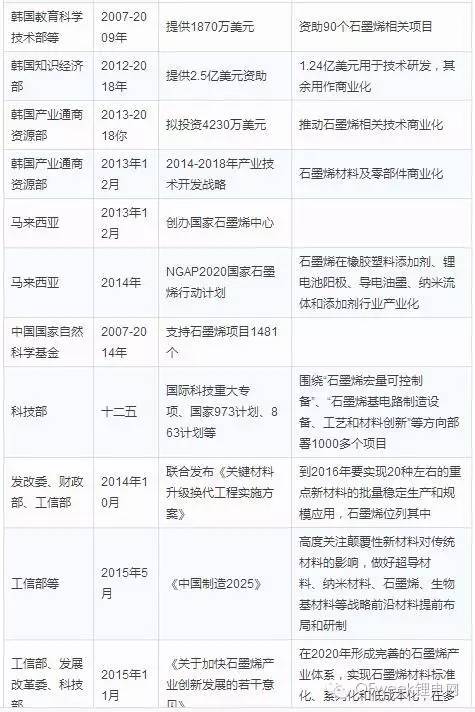 韩国教育科学 2007-20 提供1870万美元 资助90个石墨烯相关项目
技术部等 09年
韩国知识经济 2012-20 提供2.5亿美元资助 1.24亿美元用于技术研发，其
部 18年 余用作商业化
韩国产业通商 2013-20 拟投资4230万美元 推动石墨烯相关技术商业化
资源部 18你
韩国产业通商 2013年1 2014-2018年产业技 石墨烯材料及零部件商业化
资源部 2月 术开发战略
马来西亚 2013年1 创办国家石墨烯中心
2月
马来西亚 2014年 NGAP2020国家石墨 石墨烯在橡胶塑料添加剂、锂
烯行动计划 电池阳极、导电油墨、纳米流
体和添加剂行业产业化
中国国家自然 2007-20 支持石墨烯项目1481
科学基金 14年 个
科技部 十二五 国际科技重大专 围绕“石墨烯宏量可控制
项、国家973计划、8 备”、“石墨烯基电路制造设
63计划等 备、工艺和材料创新”等方向部
署1000多个项目
发改委、财政 2014年1 联合发布《关键材料 到2016年要实现20种左右的重
部、工信部 0月 升级换代工程实施方 点新材料的批量稳定生产和规
案》 模应用，石墨烯位列其中
工信部等 2015年5 《中国制造2025》 高度关注颠覆性新材料对传统
月 材料的影响，做好超导材
料、纳米材料、石墨烯、生物
基材料等战略前沿材料提前布
局和研制
工信部、发展 2015年1 《关于加快石墨烯产 在2020年形成完善的石墨烯产
改革委、科技 1月 业创新发展的若干意 业体系，实现石墨烯材料标准
部 见》 化、系列化和低成本化，在多
OFweek锂电网